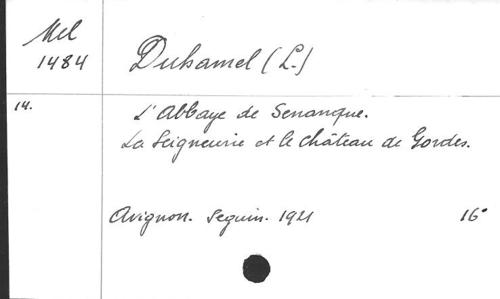 Mel
1484
Duhamel (L.)
14.
L'Abbaye de Senanque.
La Seigneurie et le château de Gordes.
Avignon. Seguin. 1921 16°